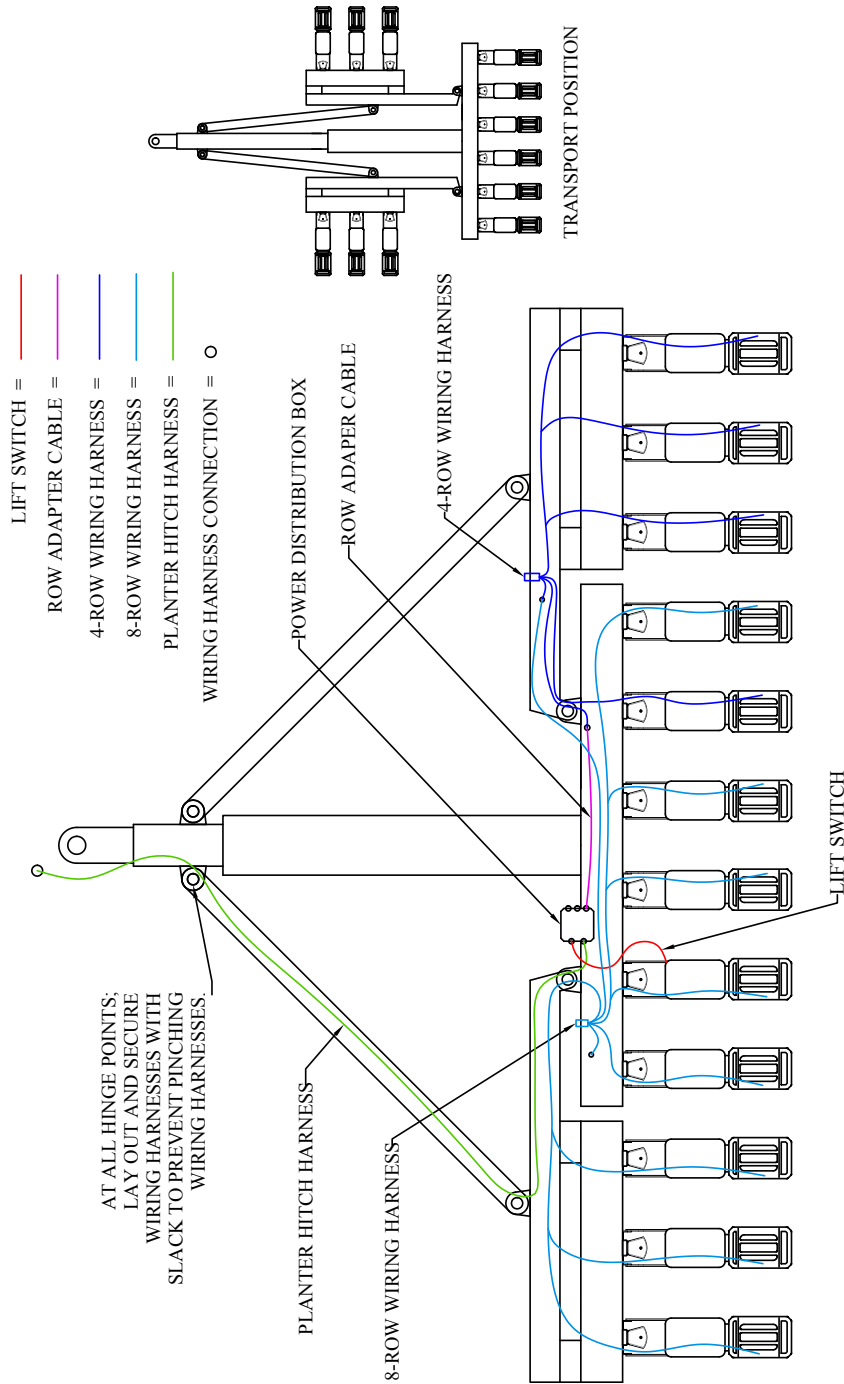 LIFT SWITCH =
ROW ADAPTER CABLE =
4-ROW WIRING HARNESS =
8-ROW WIRING HARNESS =
PLANTER HITCH HARNESS =
WIRING HARNESS CONNECTION =
TRANSPORT POSITION
AT ALL HINGE POINTS;
LAY OUT AND SECURE
WIRING HARNESSES WITH
SLACK TO PREVENT PINCHING
WIRING HARNESSES.
PLANTER HITCH HARNESS
8-ROW WIRING HARNESS
POWER DISTRIBUTION BOX
ROW ADAPER CABLE
4-ROW WIRING HARNESS
LIFT SWITCH